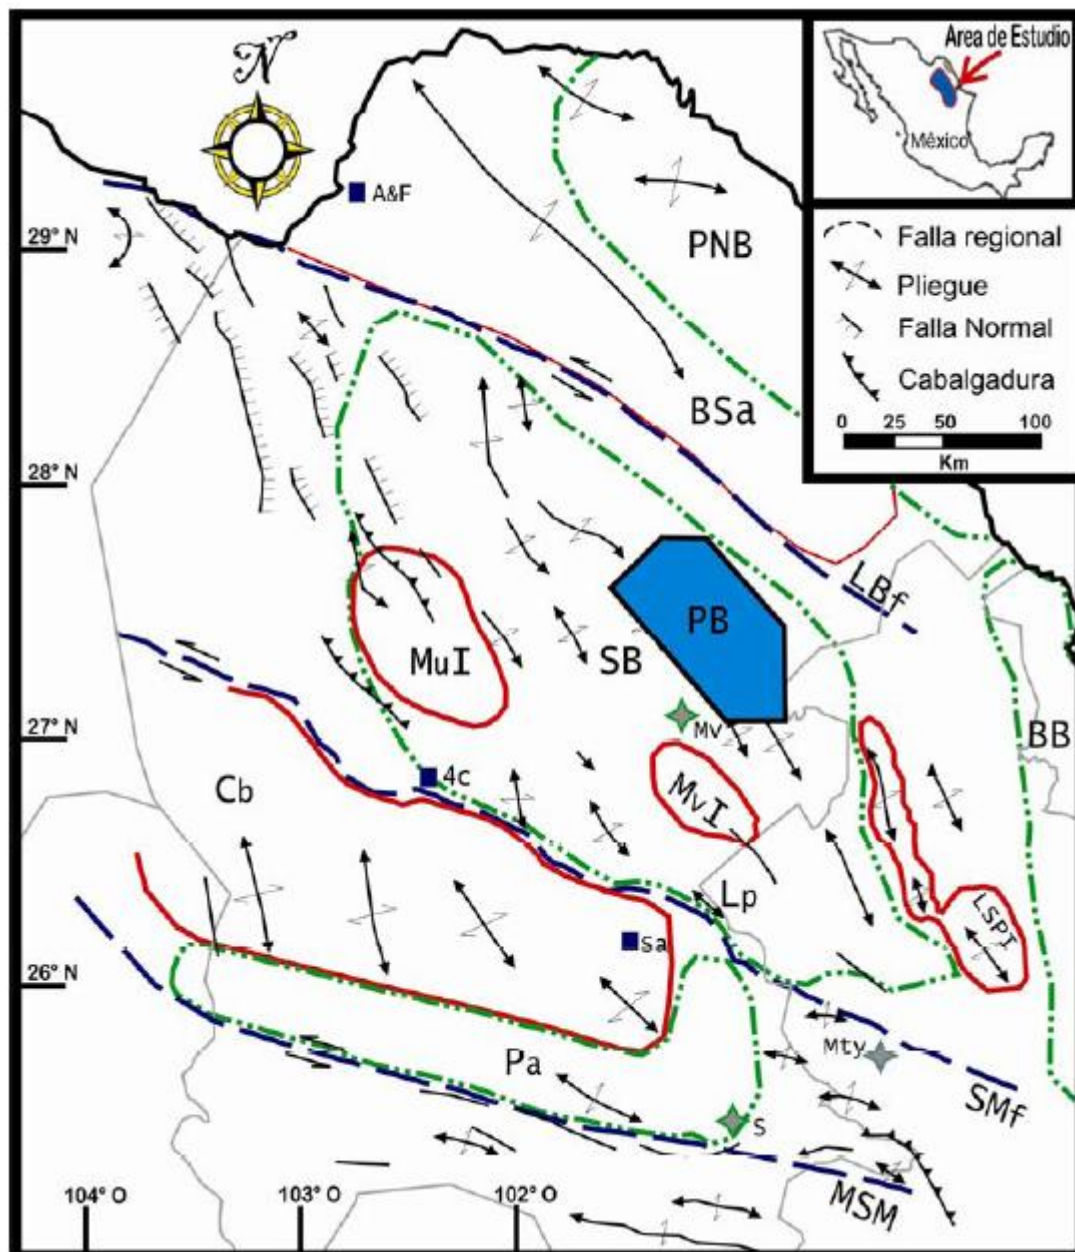 N
Area de Estudio
México
Falla regional
Pliegue
Falla Normal
Cabalgadura
0 25 50 100
Km
A&F
29° N
PNB
BSa
28° N
LBf
PB
MuI
SB
Mv
27° N
BB
4c
Cb
MvI
Lp
LSPI
sa
26° N
Mty
Pa
SMf
S
MSM
104° O
103° O
102° O